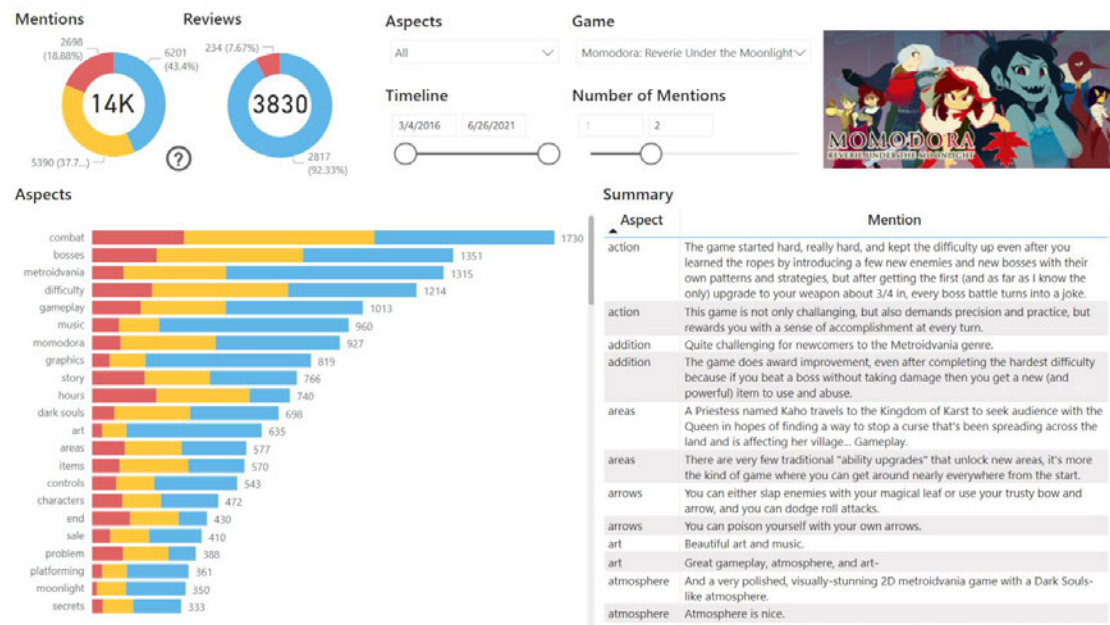 Mentions
Reviews
Aspects
Game
2698
(18.88%)
6201
(43.4%)
14K
5390 (37.7...)
?
234 (7.67%)
3830
2817
(92.33%)
All
Momodora: Reverie Under the Moonlight
Timeline
Number of Mentions
3/4/2016
6/26/2021
1
2
MOMODORA
REVERIE UNDER THE MOONLIGHT
Aspects
combat 1730
bosses 1351
metroidvania 1315
difficulty 1214
gameplay 1013
music 960
momodora 927
graphics 819
story 766
hours 740
dark souls 698
art 635
areas 577
items 570
controls 543
characters 472
end 430
sale 410
problem 388
platforming 361
moonlight 350
secrets 333
Summary
Aspect Mention
action The game started hard, really hard, and kept the difficulty up even after you
learned the ropes by introducing a few new enemies and new bosses with their
own patterns and strategies, but after getting the first (and as far as I know the
only) upgrade to your weapon about 3/4 in, every boss battle turns into a joke.
action This game is not only challanging, but also demands precision and practice, but
rewards you with a sense of accomplishment at every turn.
addition Quite challenging for newcomers to the Metroidvania genre.
addition The game does award improvement, even after completing the hardest difficulty
because if you beat a boss without taking damage then you get a new (and
powerful) item to use and abuse.
areas A Priestess named Kaho travels to the Kingdom of Karst to seek audience with the
Queen in hopes of finding a way to stop a curse that's been spreading across the
land and is affecting her village... Gameplay.
areas There are very few traditional "ability upgrades" that unlock new areas, it's more
the kind of game where you can get around nearly everywhere from the start.
arrows You can either slap enemies with your magical leaf or use your trusty bow and
arrow, and you can dodge roll attacks.
arrows You can poison yourself with your own arrows.
art Beautiful art and music.
art Great gameplay, atmosphere, and art-
atmosphere And a very polished, visually-stunning 2D metroidvania game with a Dark Souls-
like atmosphere.
atmosphere Atmosphere is nice.